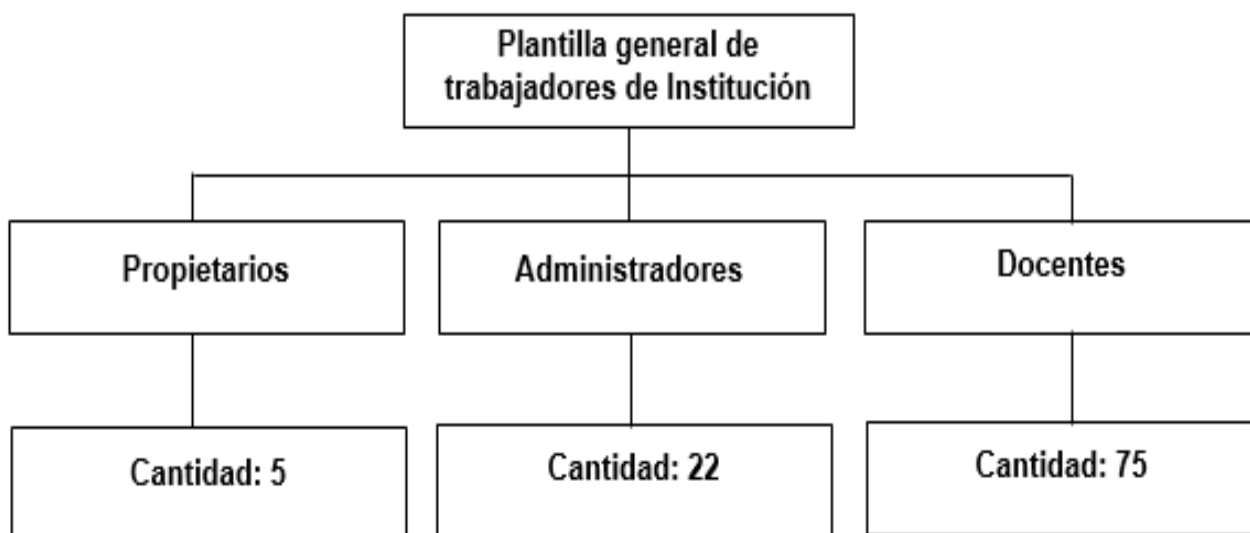 Plantilla general de
trabajadores de Institución
Propietarios
Administradores
Docentes
Cantidad: 5
Cantidad: 22
Cantidad: 75